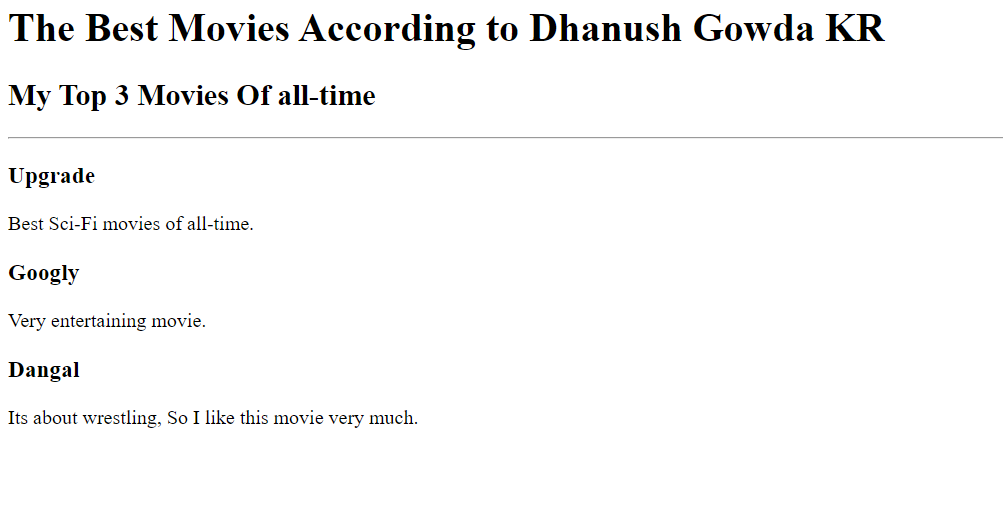 The Best Movies According to Dhanush Gowda KR
My Top 3 Movies Of all-time
Upgrade
Best Sci-Fi movies of all-time.
Googly
Very entertaining movie.
Dangal
Its about wrestling, So I like this movie very much.